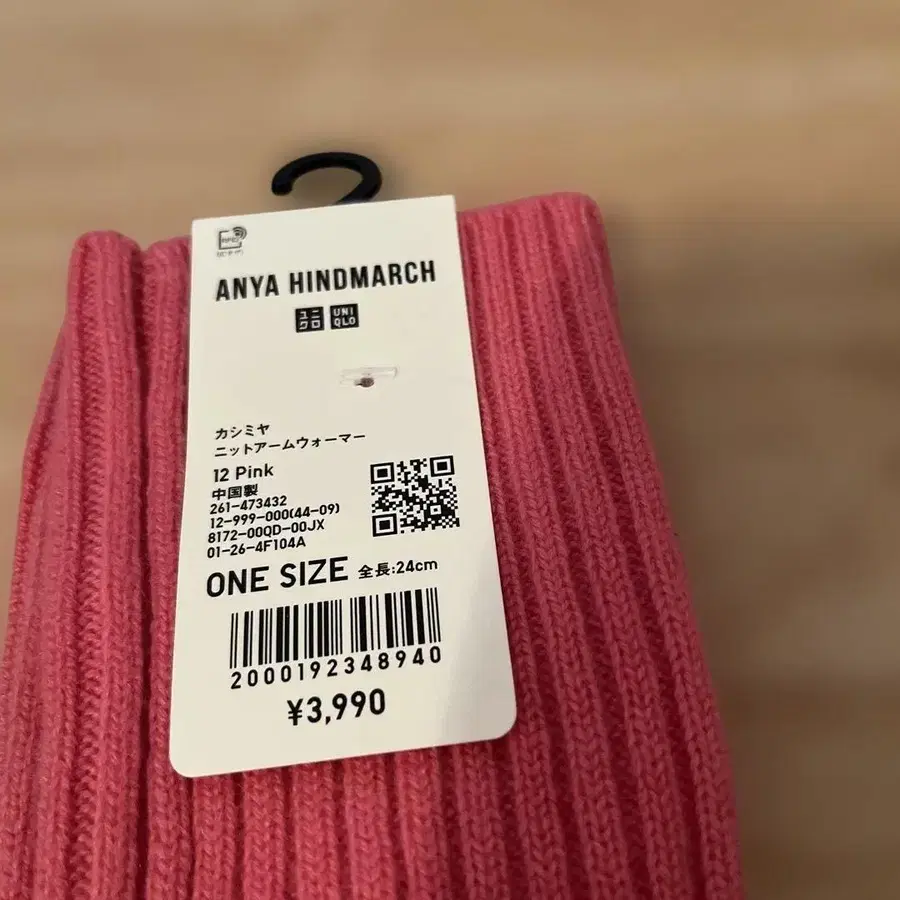 ANYA HINDMARCH
ユニ UNI
クロ QLO
カシミヤ
ニットアームウォーマー
12 Pink
中国製
261-473432
12-999-000(44-09)
8172-00QD-00JX
01-26-4F104A
ONE SIZE 全長:24cm
2000192348940
¥3,990